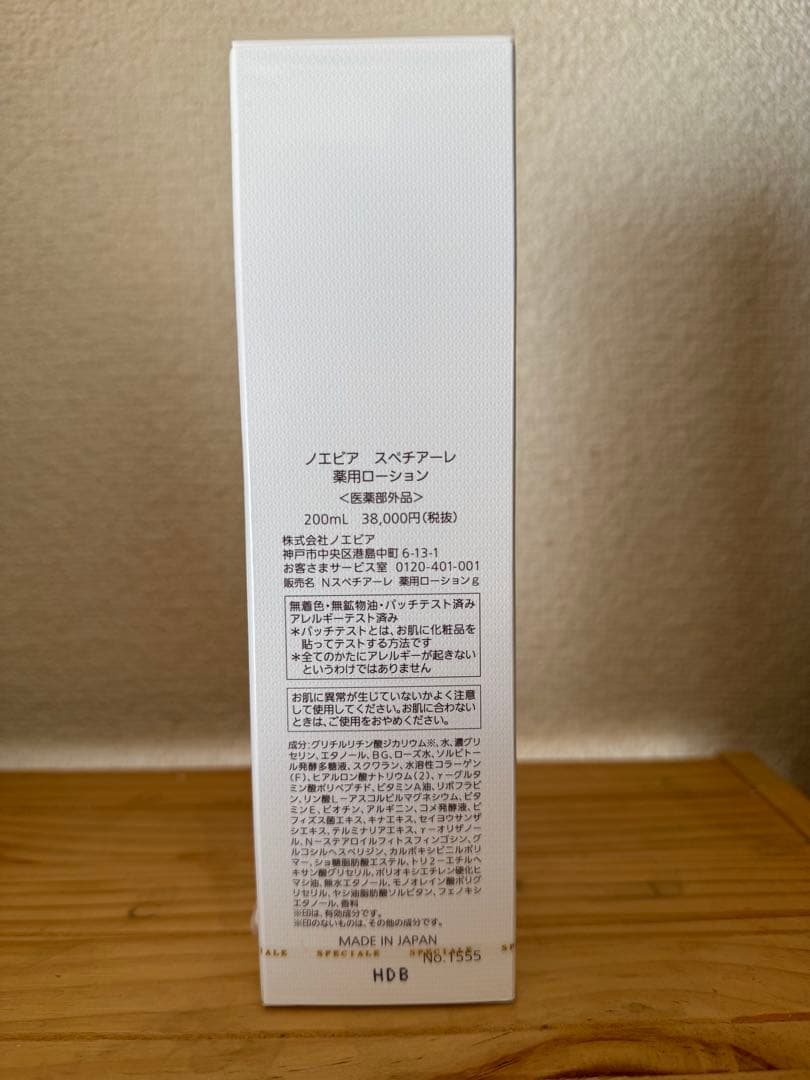 ノエビア　スペチアーレ
薬用ローション
＜医薬部外品＞
200mL　38,000円(税抜)
株式会社ノエビア
神戸市中央区港島中町6-13-1
お客さまサービス室　0120-401-001
販売名　Nスペチアーレ　薬用ローションg
無着色・無鉱物油・パッチテスト済み
アレルギーテスト済み
＊パッチテストとは、お肌に化粧品を
貼ってテストする方法です
＊全てのかたにアレルギーが起きない
というわけではありません
お肌に異常が生じていないかよく注意
して使用してください。お肌に合わない
ときは、ご使用をおやめください。
成分：グリチルリチン酸ジカリウム※、水、濃グリ
セリン、エタノール、BG、ローズ水、ソルビトー
ル発酵多糖液、スクワラン、水溶性コラーゲン
(F)、ヒアルロン酸ナトリウム(2)、γーグルタ
ミン酸ポリペプチド、ビタミンA油、リボフラビ
ン、リン酸Lーアスコルビルマグネシウム、ビタ
ミンE、ビオチン、アルギニン、コメ発酵液、ビ
フィズス菌エキス、キナエキス、セイヨウサンザ
シエキス、テルミナリアエキス、γーオリザノー
ル、Nーステアロイルフィトスフィンゴシン、グ
ルコシルヘスペリジン、カルボキシビニルポリ
マー、ショ糖脂肪酸エステル、トリ2ーエチルヘ
キサン酸グリセリル、ポリオキシエチレン硬化ヒ
マシ油、無水エタノール、モノオレイン酸ポリグ
リセリル、ヤシ油脂肪酸ソルビタン、フェノキシ
エタノール、香料
※印は、有効成分です。
※印のないものは、その他の成分です。
MADE IN JAPAN
No.1555
IALE　SPECIALE　SPECIALE　SP
HDB